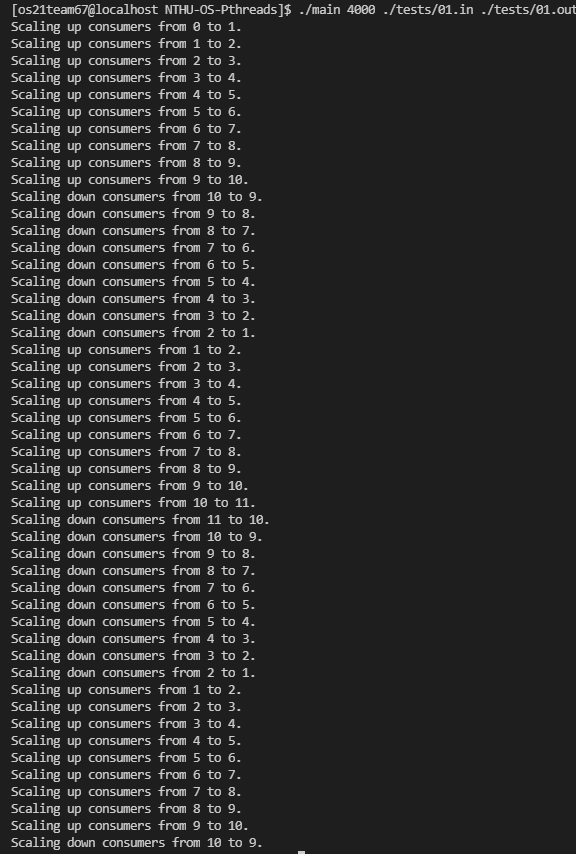 [os21team67@localhost NTHU-OS-Pthreads]$ ./main 4000 ./tests/01.in ./tests/01.out
Scaling up consumers from 0 to 1.
Scaling up consumers from 1 to 2.
Scaling up consumers from 2 to 3.
Scaling up consumers from 3 to 4.
Scaling up consumers from 4 to 5.
Scaling up consumers from 5 to 6.
Scaling up consumers from 6 to 7.
Scaling up consumers from 7 to 8.
Scaling up consumers from 8 to 9.
Scaling up consumers from 9 to 10.
Scaling down consumers from 10 to 9.
Scaling down consumers from 9 to 8.
Scaling down consumers from 8 to 7.
Scaling down consumers from 7 to 6.
Scaling down consumers from 6 to 5.
Scaling down consumers from 5 to 4.
Scaling down consumers from 4 to 3.
Scaling down consumers from 3 to 2.
Scaling down consumers from 2 to 1.
Scaling up consumers from 1 to 2.
Scaling up consumers from 2 to 3.
Scaling up consumers from 3 to 4.
Scaling up consumers from 4 to 5.
Scaling up consumers from 5 to 6.
Scaling up consumers from 6 to 7.
Scaling up consumers from 7 to 8.
Scaling up consumers from 8 to 9.
Scaling up consumers from 9 to 10.
Scaling up consumers from 10 to 11.
Scaling down consumers from 11 to 10.
Scaling down consumers from 10 to 9.
Scaling down consumers from 9 to 8.
Scaling down consumers from 8 to 7.
Scaling down consumers from 7 to 6.
Scaling down consumers from 6 to 5.
Scaling down consumers from 5 to 4.
Scaling down consumers from 4 to 3.
Scaling down consumers from 3 to 2.
Scaling down consumers from 2 to 1.
Scaling up consumers from 1 to 2.
Scaling up consumers from 2 to 3.
Scaling up consumers from 3 to 4.
Scaling up consumers from 4 to 5.
Scaling up consumers from 5 to 6.
Scaling up consumers from 6 to 7.
Scaling up consumers from 7 to 8.
Scaling up consumers from 8 to 9.
Scaling up consumers from 9 to 10.
Scaling down consumers from 10 to 9.